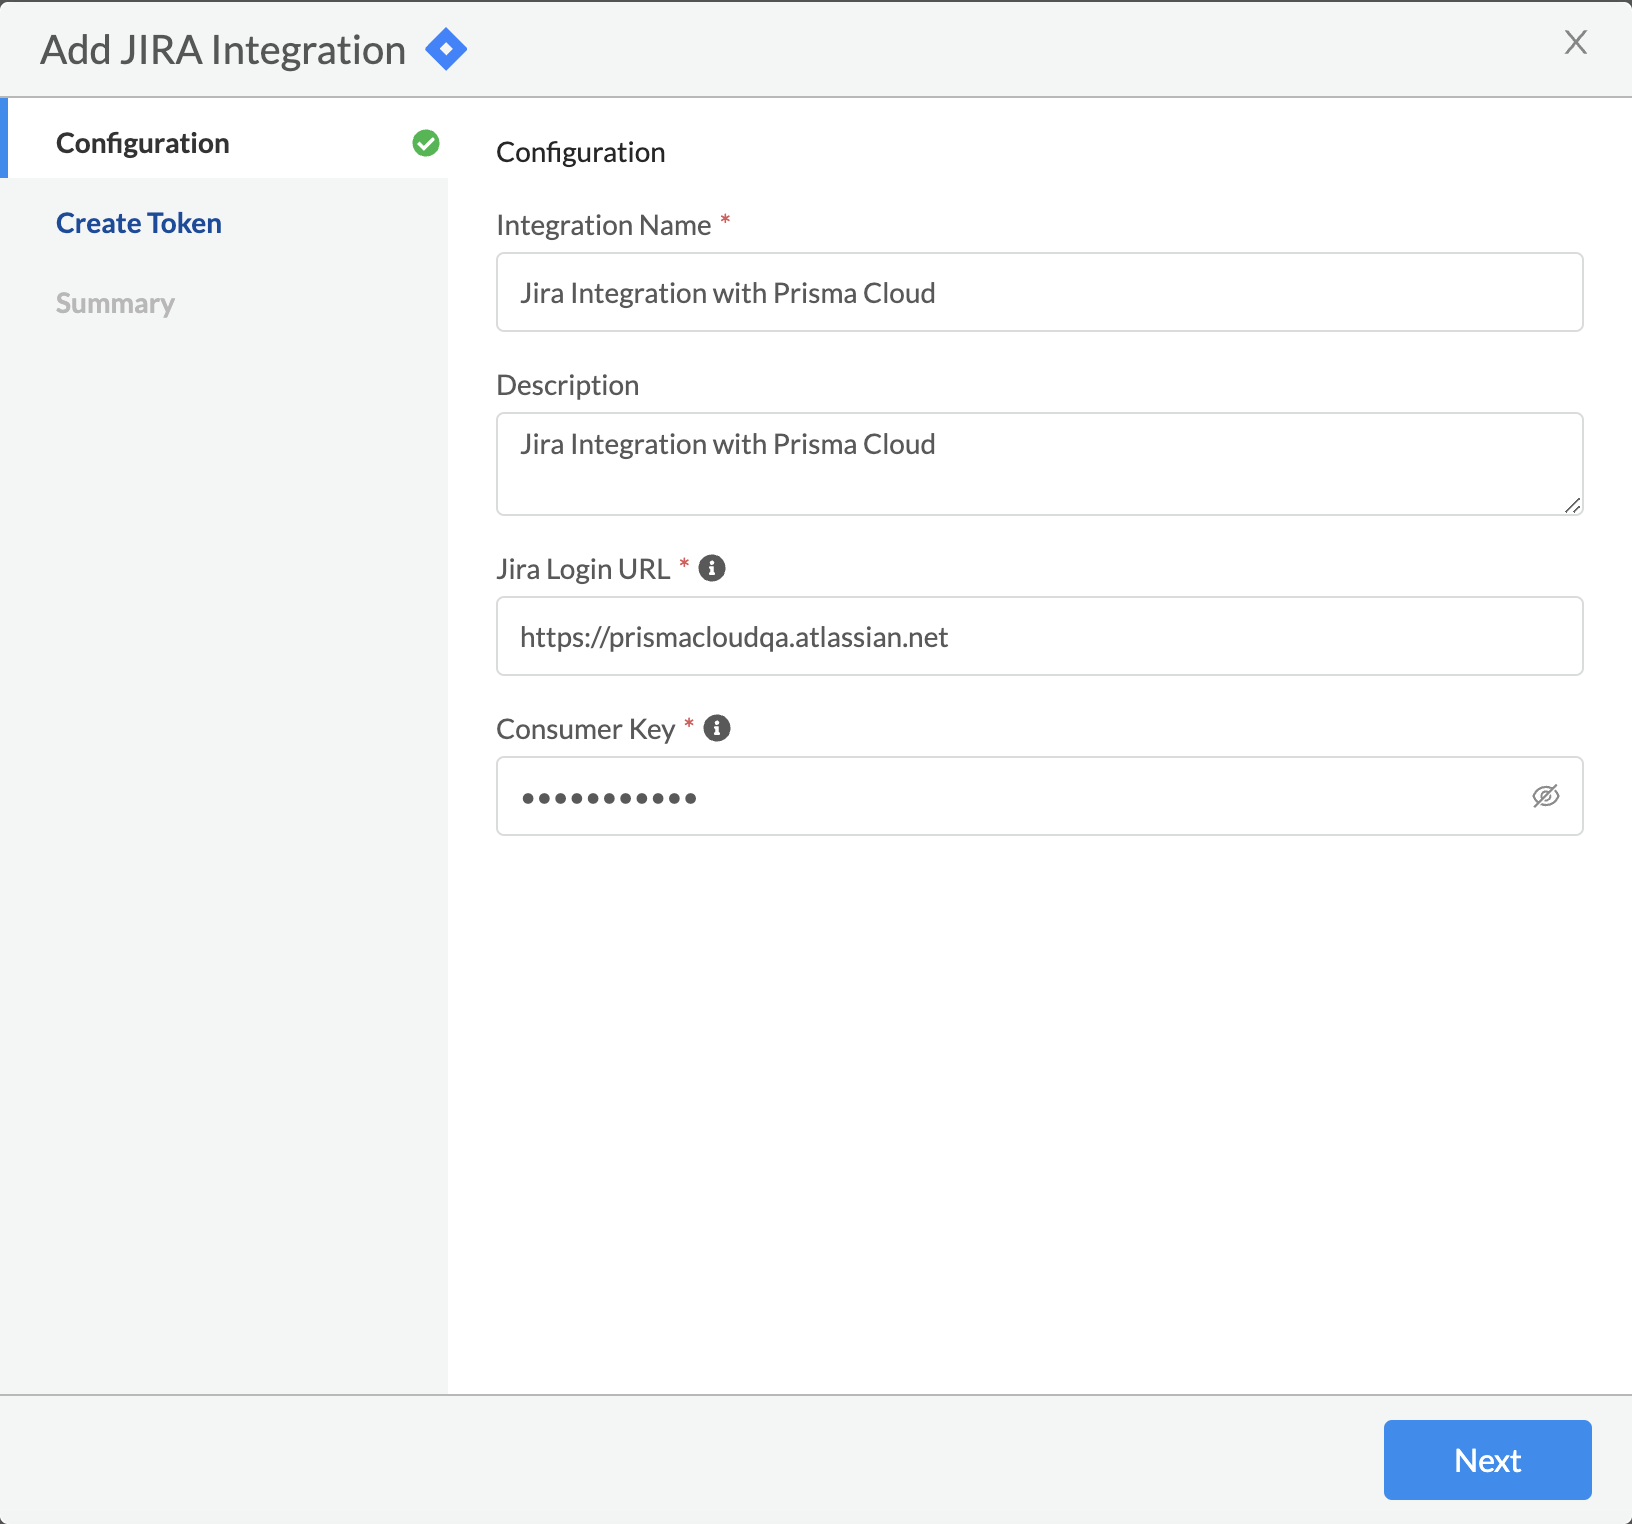 Add JIRA Integration
Configuration
Create Token
Summary
Configuration
Integration Name *
Jira Integration with Prisma Cloud
Description
Jira Integration with Prisma Cloud
Jira Login URL *
https://prismacloudqa.atlassian.net
Consumer Key *
•••••••••••
Next